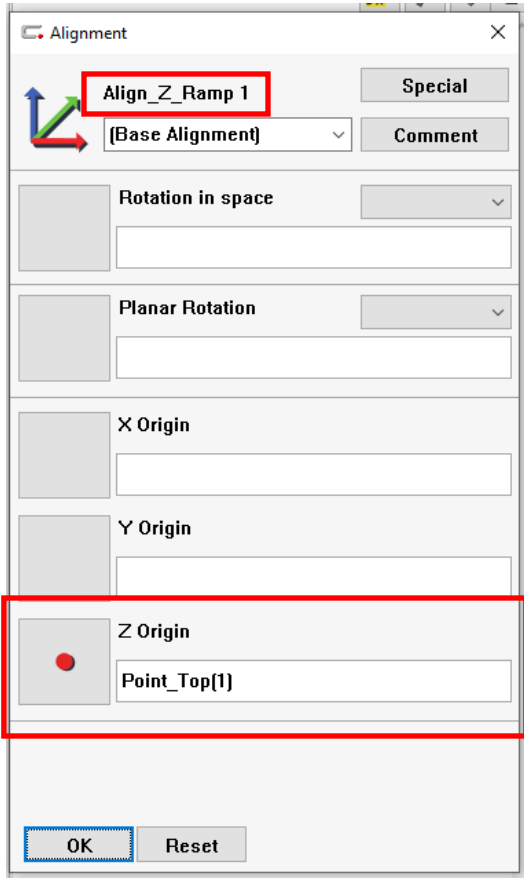 Alignment
Align_Z_Ramp 1
Special
(Base Alignment)
Comment
Rotation in space
Planar Rotation
X Origin
Y Origin
Z Origin
Point_Top(1)
OK
Reset